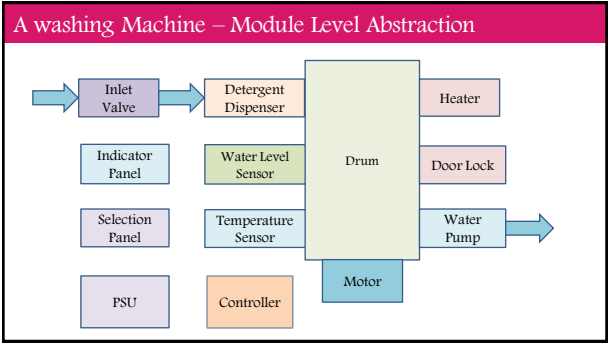 A washing Machine – Module Level Abstraction
Inlet
Valve
Detergent
Dispenser
Heater
Indicator
Panel
Water Level
Sensor
Drum
Door Lock
Selection
Panel
Temperature
Sensor
Water
Pump
PSU
Controller
Motor